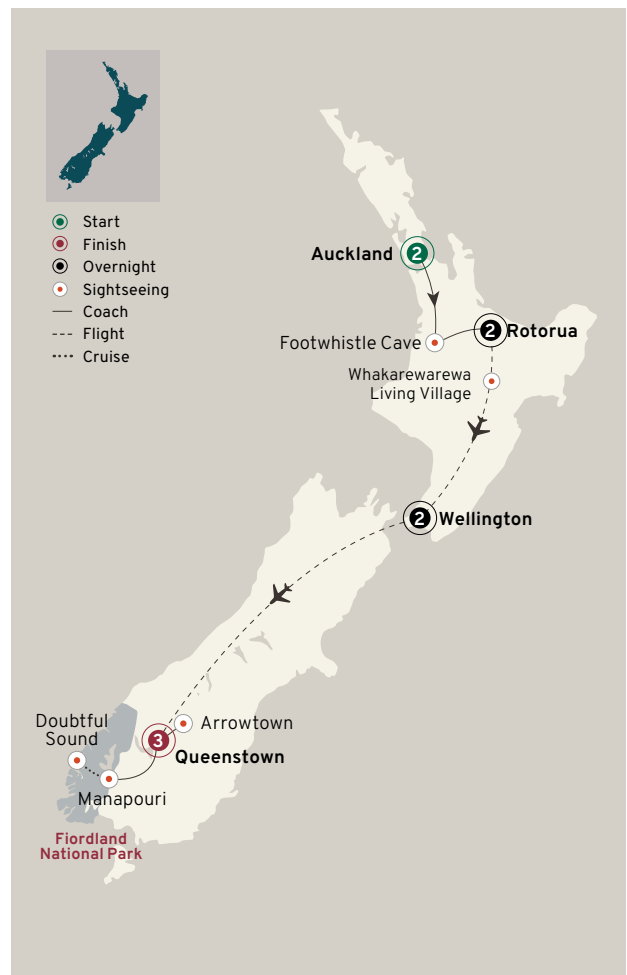 Start
Finish
Overnight
Sightseeing
Coach
Flight
Cruise
Auckland
2
Footwhistle Cave
2
Rotorua
Whakarewarewa
Living Village
2
Wellington
Arrowtown
3
Queenstown
Doubtful
Sound
Manapouri
Fiordland
National Park